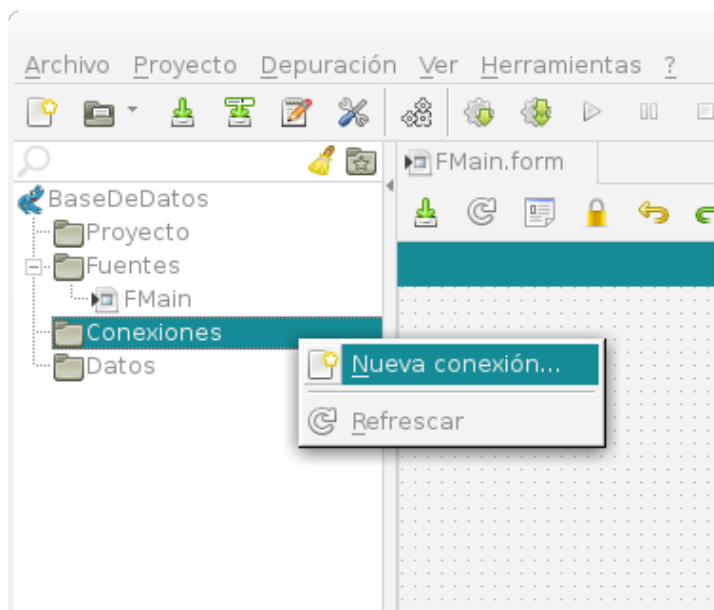 Archivo Proyecto Depuración Ver Herramientas ?
FMain.form
BaseDeDatos
Proyecto
Fuentes
FMain
Conexiones
Datos
Nueva conexión...
Refrescar